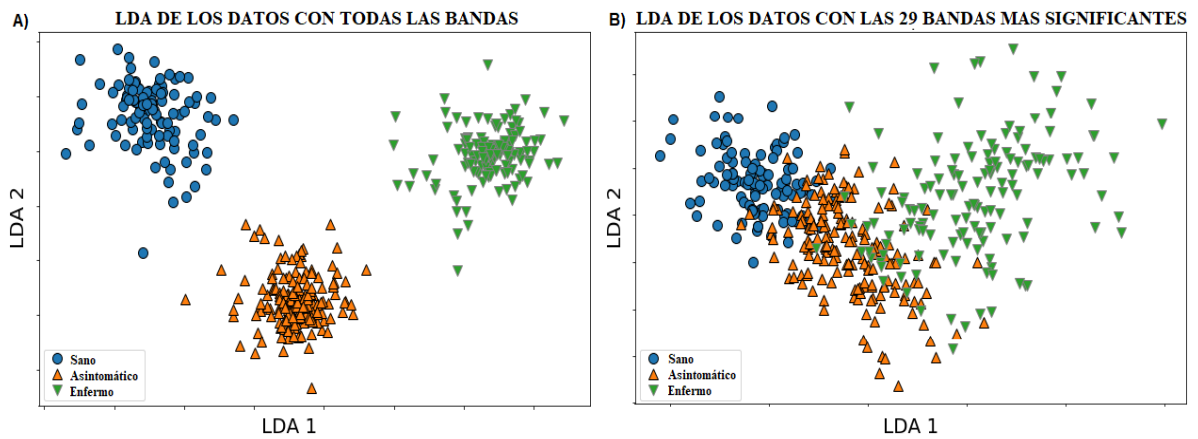 A)
LDA DE LOS DATOS CON TODAS LAS BANDAS
LDA 2
Sano
Asintomático
Enfermo
LDA 1
B)
LDA DE LOS DATOS CON LAS 29 BANDAS MAS SIGNIFICANTES
LDA 2
Sano
Asintomático
Enfermo
LDA 1